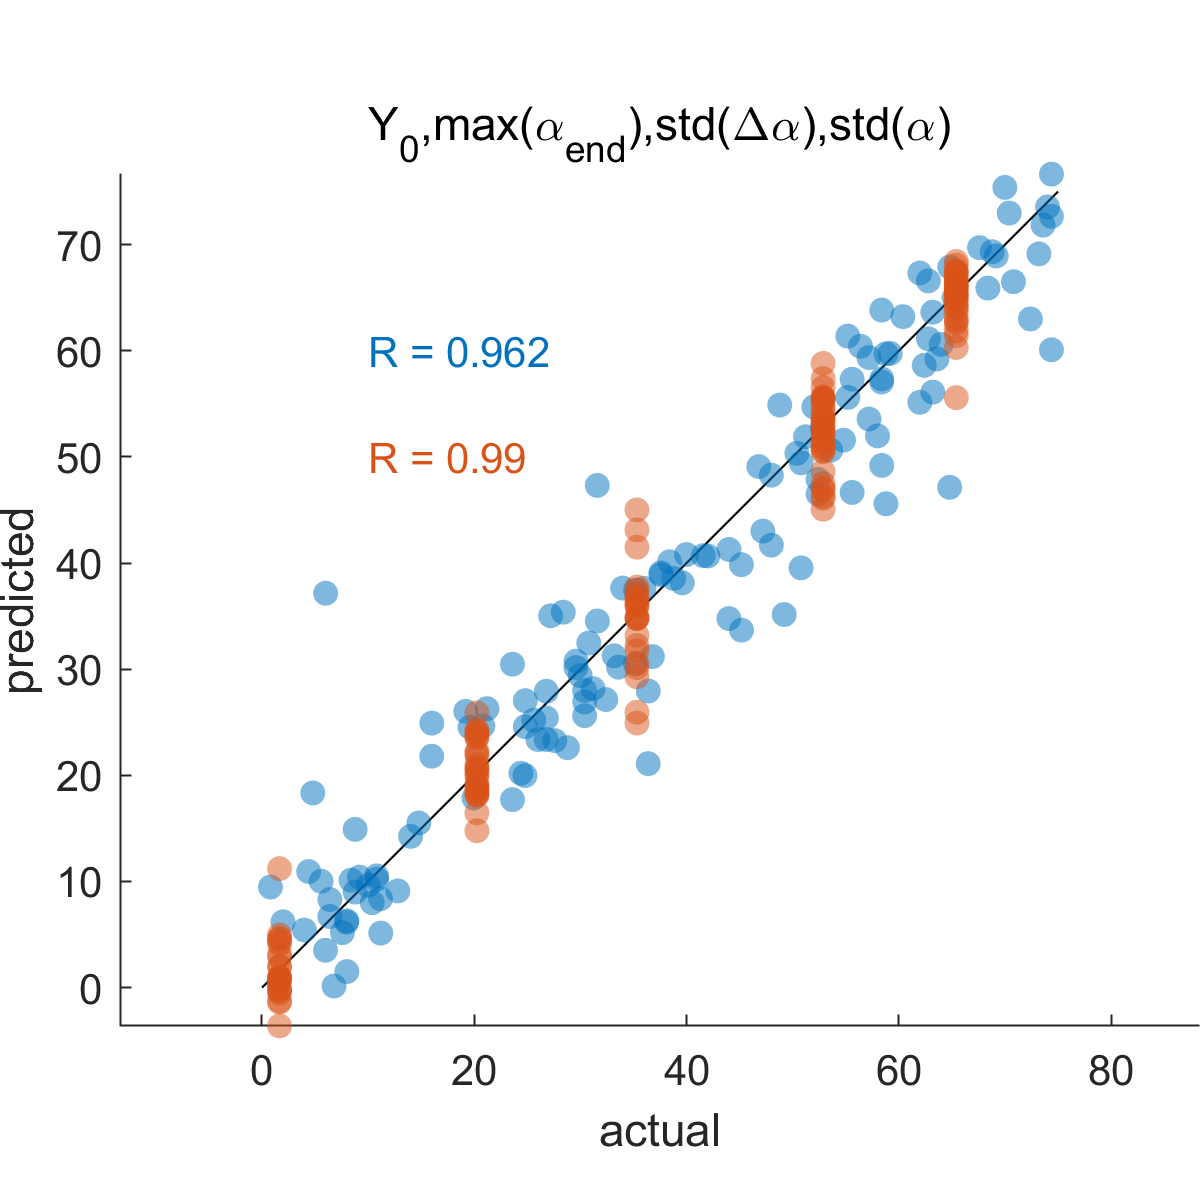 Y₀,max(α_end),std(Δα),std(α)
70
60
R = 0.962
50
R = 0.99
40
30
20
10
0
predicted
0 20 40 60 80
actual